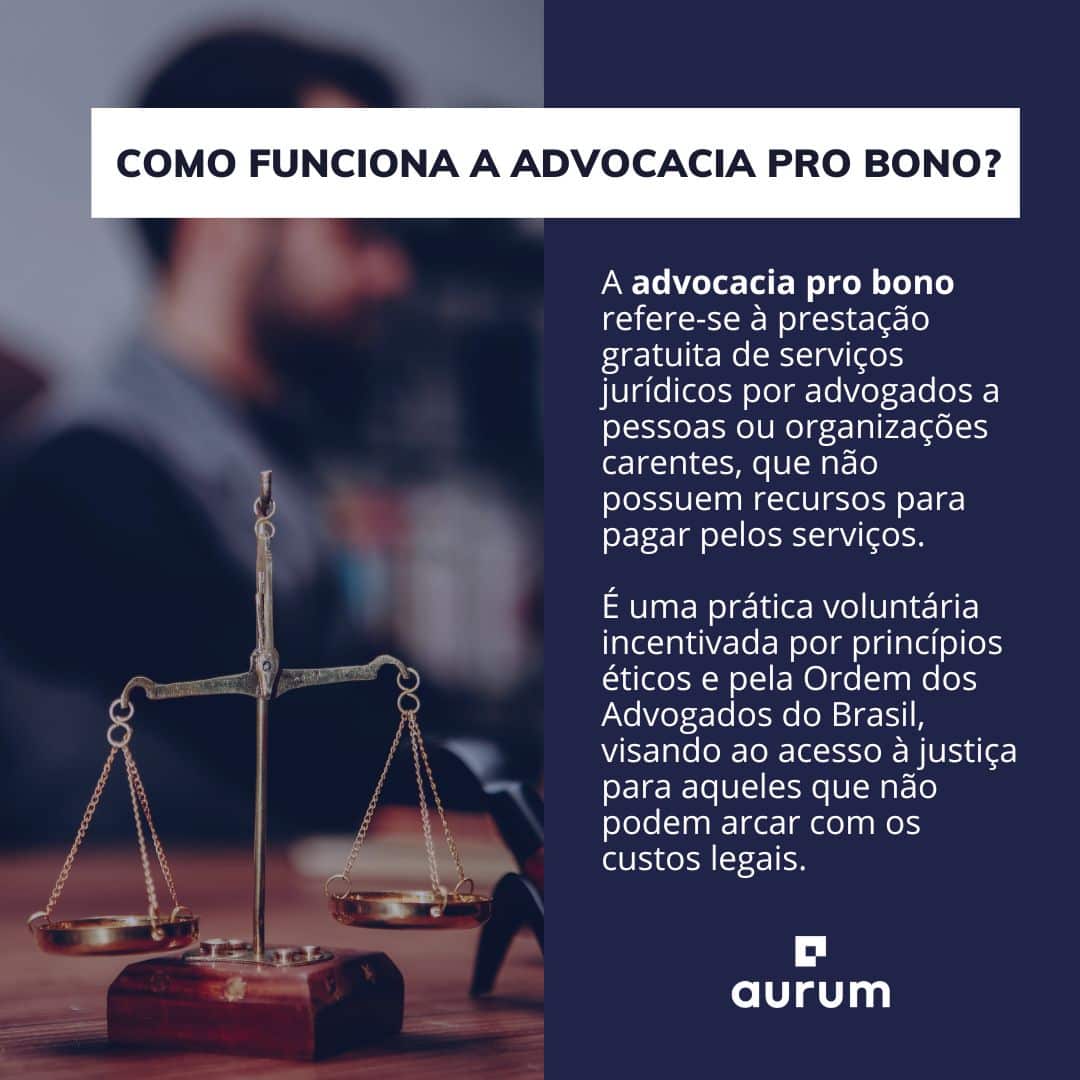 COMO FUNCIONA A ADVOCACIA PRO BONO?
A advocacia pro bono
refere-se à prestação
gratuita de serviços
jurídicos por advogados a
pessoas ou organizações
carentes, que não
possuem recursos para
pagar pelos serviços.
É uma prática voluntária
incentivada por princípios
éticos e pela Ordem dos
Advogados do Brasil,
visando ao acesso à justiça
para aqueles que não
podem arcar com os
custos legais.
aurum